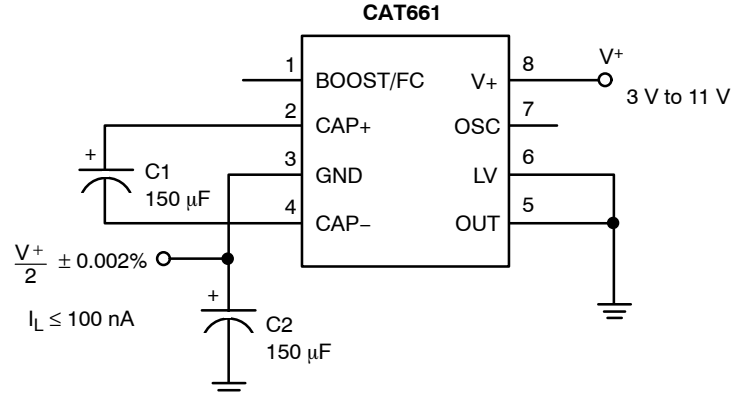 CAT661
1 BOOST/FC V+ 8 V+
3 V to 11 V
2 CAP+ OSC 7
+ C1
150 μF
3 GND LV 6
4 CAP− OUT 5
V+
2 ± 0.002%
IL ≤ 100 nA
+ C2
150 μF